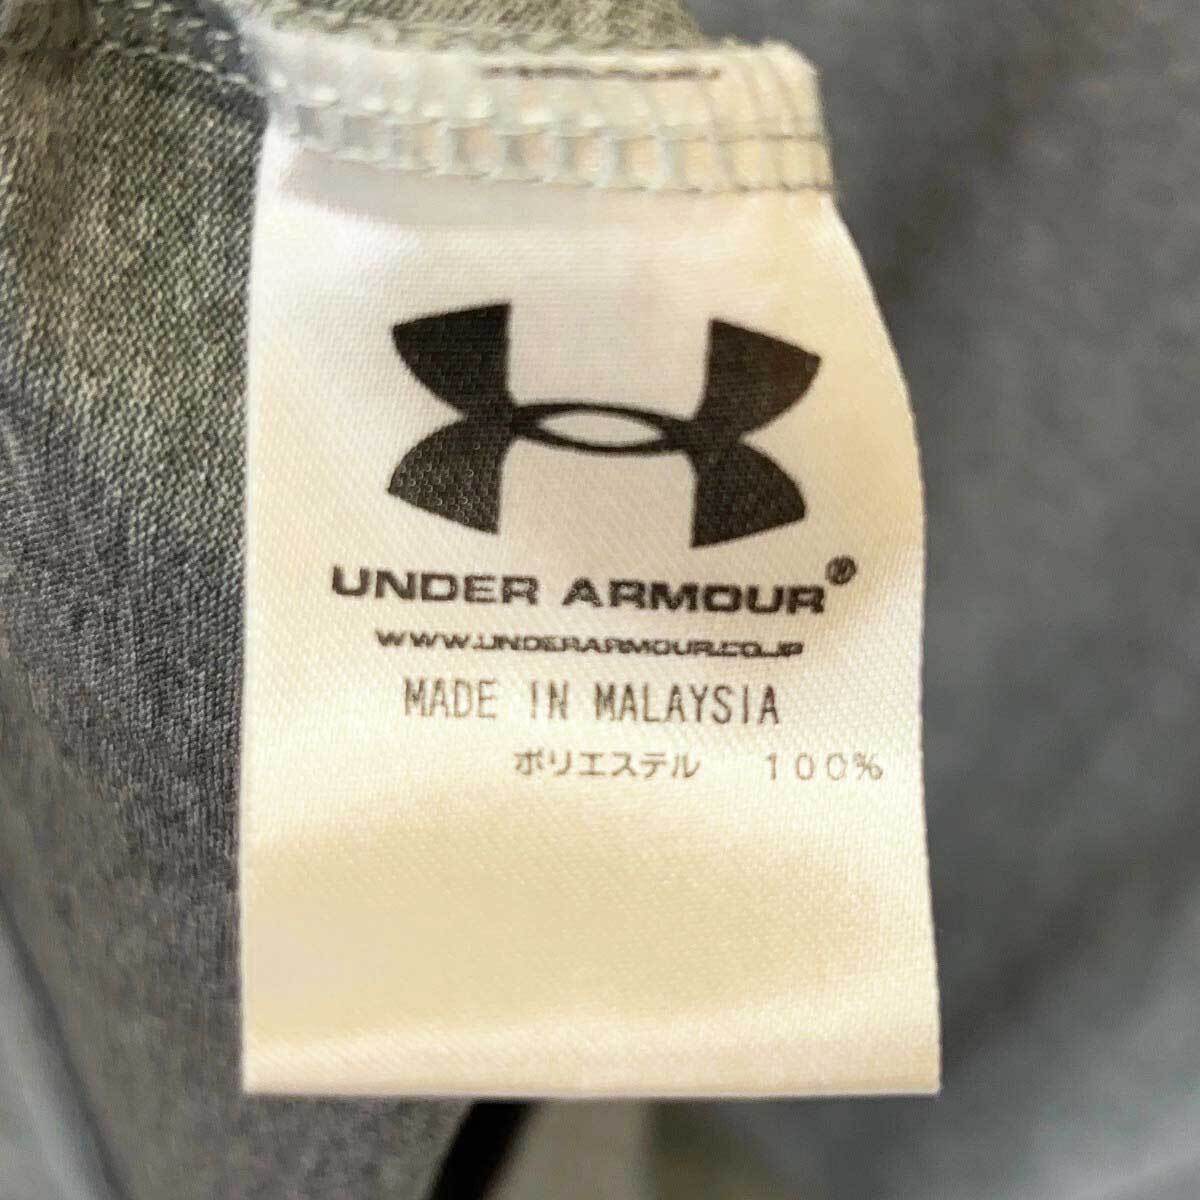 UNDER ARMOUR®
WWW.UNDERARMOUR.CO.JP
MADE IN MALAYSIA
ポリエステル 100%